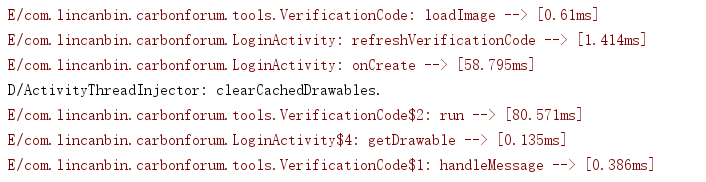 E/com.lincanbin.carbonforum.tools.VerificationCode: loadImage --> [0.61ms]
E/com.lincanbin.carbonforum.LoginActivity: refreshVerificationCode --> [1.414ms]
E/com.lincanbin.carbonforum.LoginActivity: onCreate --> [58.795ms]
D/ActivityThreadInjector: clearCachedDrawables.
E/com.lincanbin.carbonforum.tools.VerificationCode$2: run --> [80.571ms]
E/com.lincanbin.carbonforum.LoginActivity$4: getDrawable --> [0.135ms]
E/com.lincanbin.carbonforum.tools.VerificationCode$1: handleMessage --> [0.386ms]